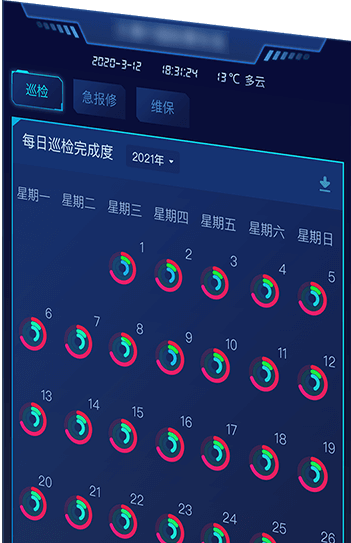 2020-3-12 18:31:24 13℃ 多云
巡检 急报修 维保
每日巡检完成度 2021年
星期一 星期二 星期三 星期四 星期五 星期六 星期日
1 2 3 4 5
6 7 8 9 10 11 12
13 14 15 16 17 18 19
20 21 22 23 24 25 26